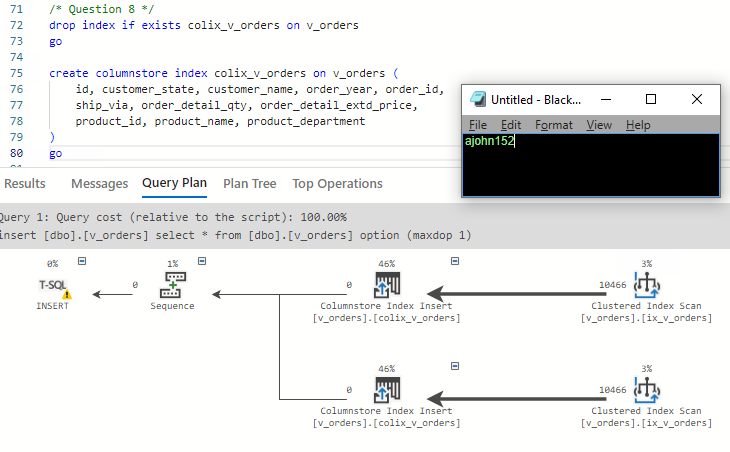 71 /* Question 8 */
72 drop index if exists colix_v_orders on v_orders
73 go
74
75 create columnstore index colix_v_orders on v_orders (
76 id, customer_state, customer_name, order_year, order_id,
77 ship_via, order_detail_qty, order_detail_extd_price,
78 product_id, product_name, product_department
79 )
80 go
Untitled - Black...
File Edit Format View Help
ajohn152
Results Messages Query Plan Plan Tree Top Operations
Query 1: Query cost (relative to the script): 100.00%
insert [dbo].[v_orders] select * from [dbo].[v_orders] option (maxdop 1)
0% 1% 46% 3%
T-SQL 0 0 10466
INSERT Sequence Columnstore Index Insert Clustered Index Scan
[v_orders].[colix_v_orders] [v_orders].[ix_v_orders]
46% 3%
0 10466
Columnstore Index Insert Clustered Index Scan
[v_orders].[colix_v_orders] [v_orders].[ix_v_orders]